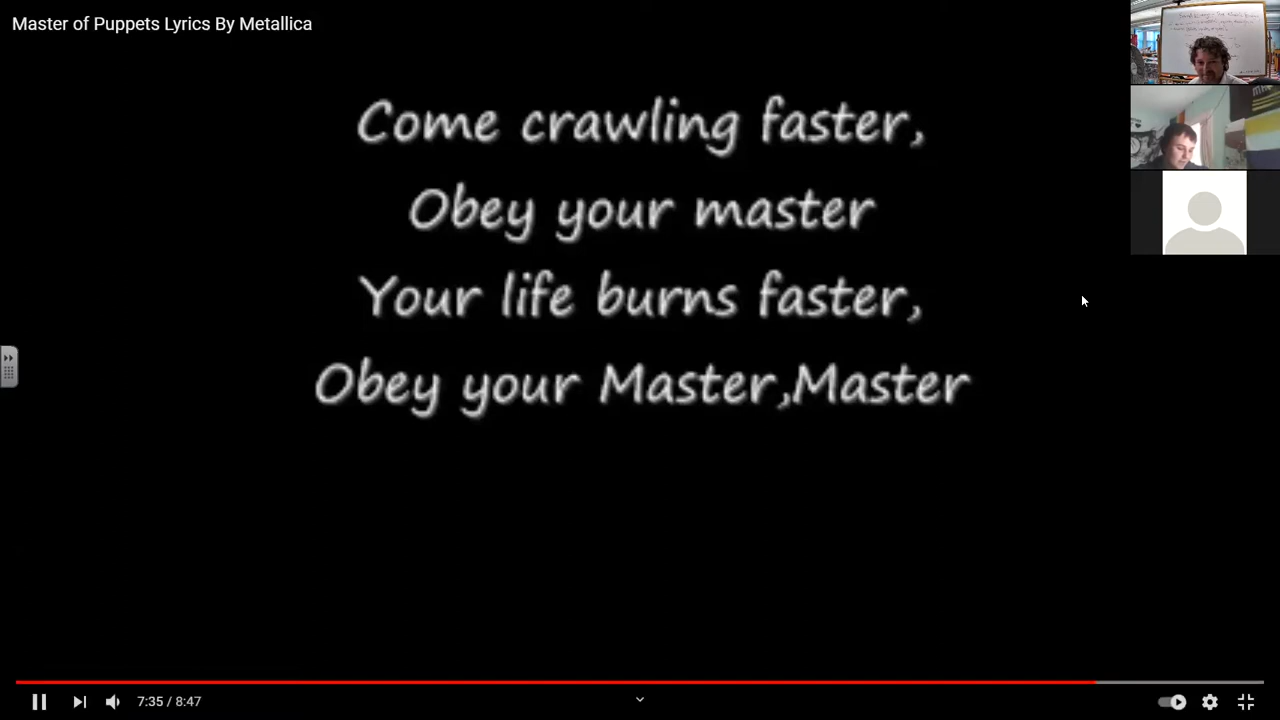 Master of Puppets Lyrics By Metallica
Come crawling faster,
Obey your master
Your life burns faster,
Obey your Master,Master
7:35 / 8:47